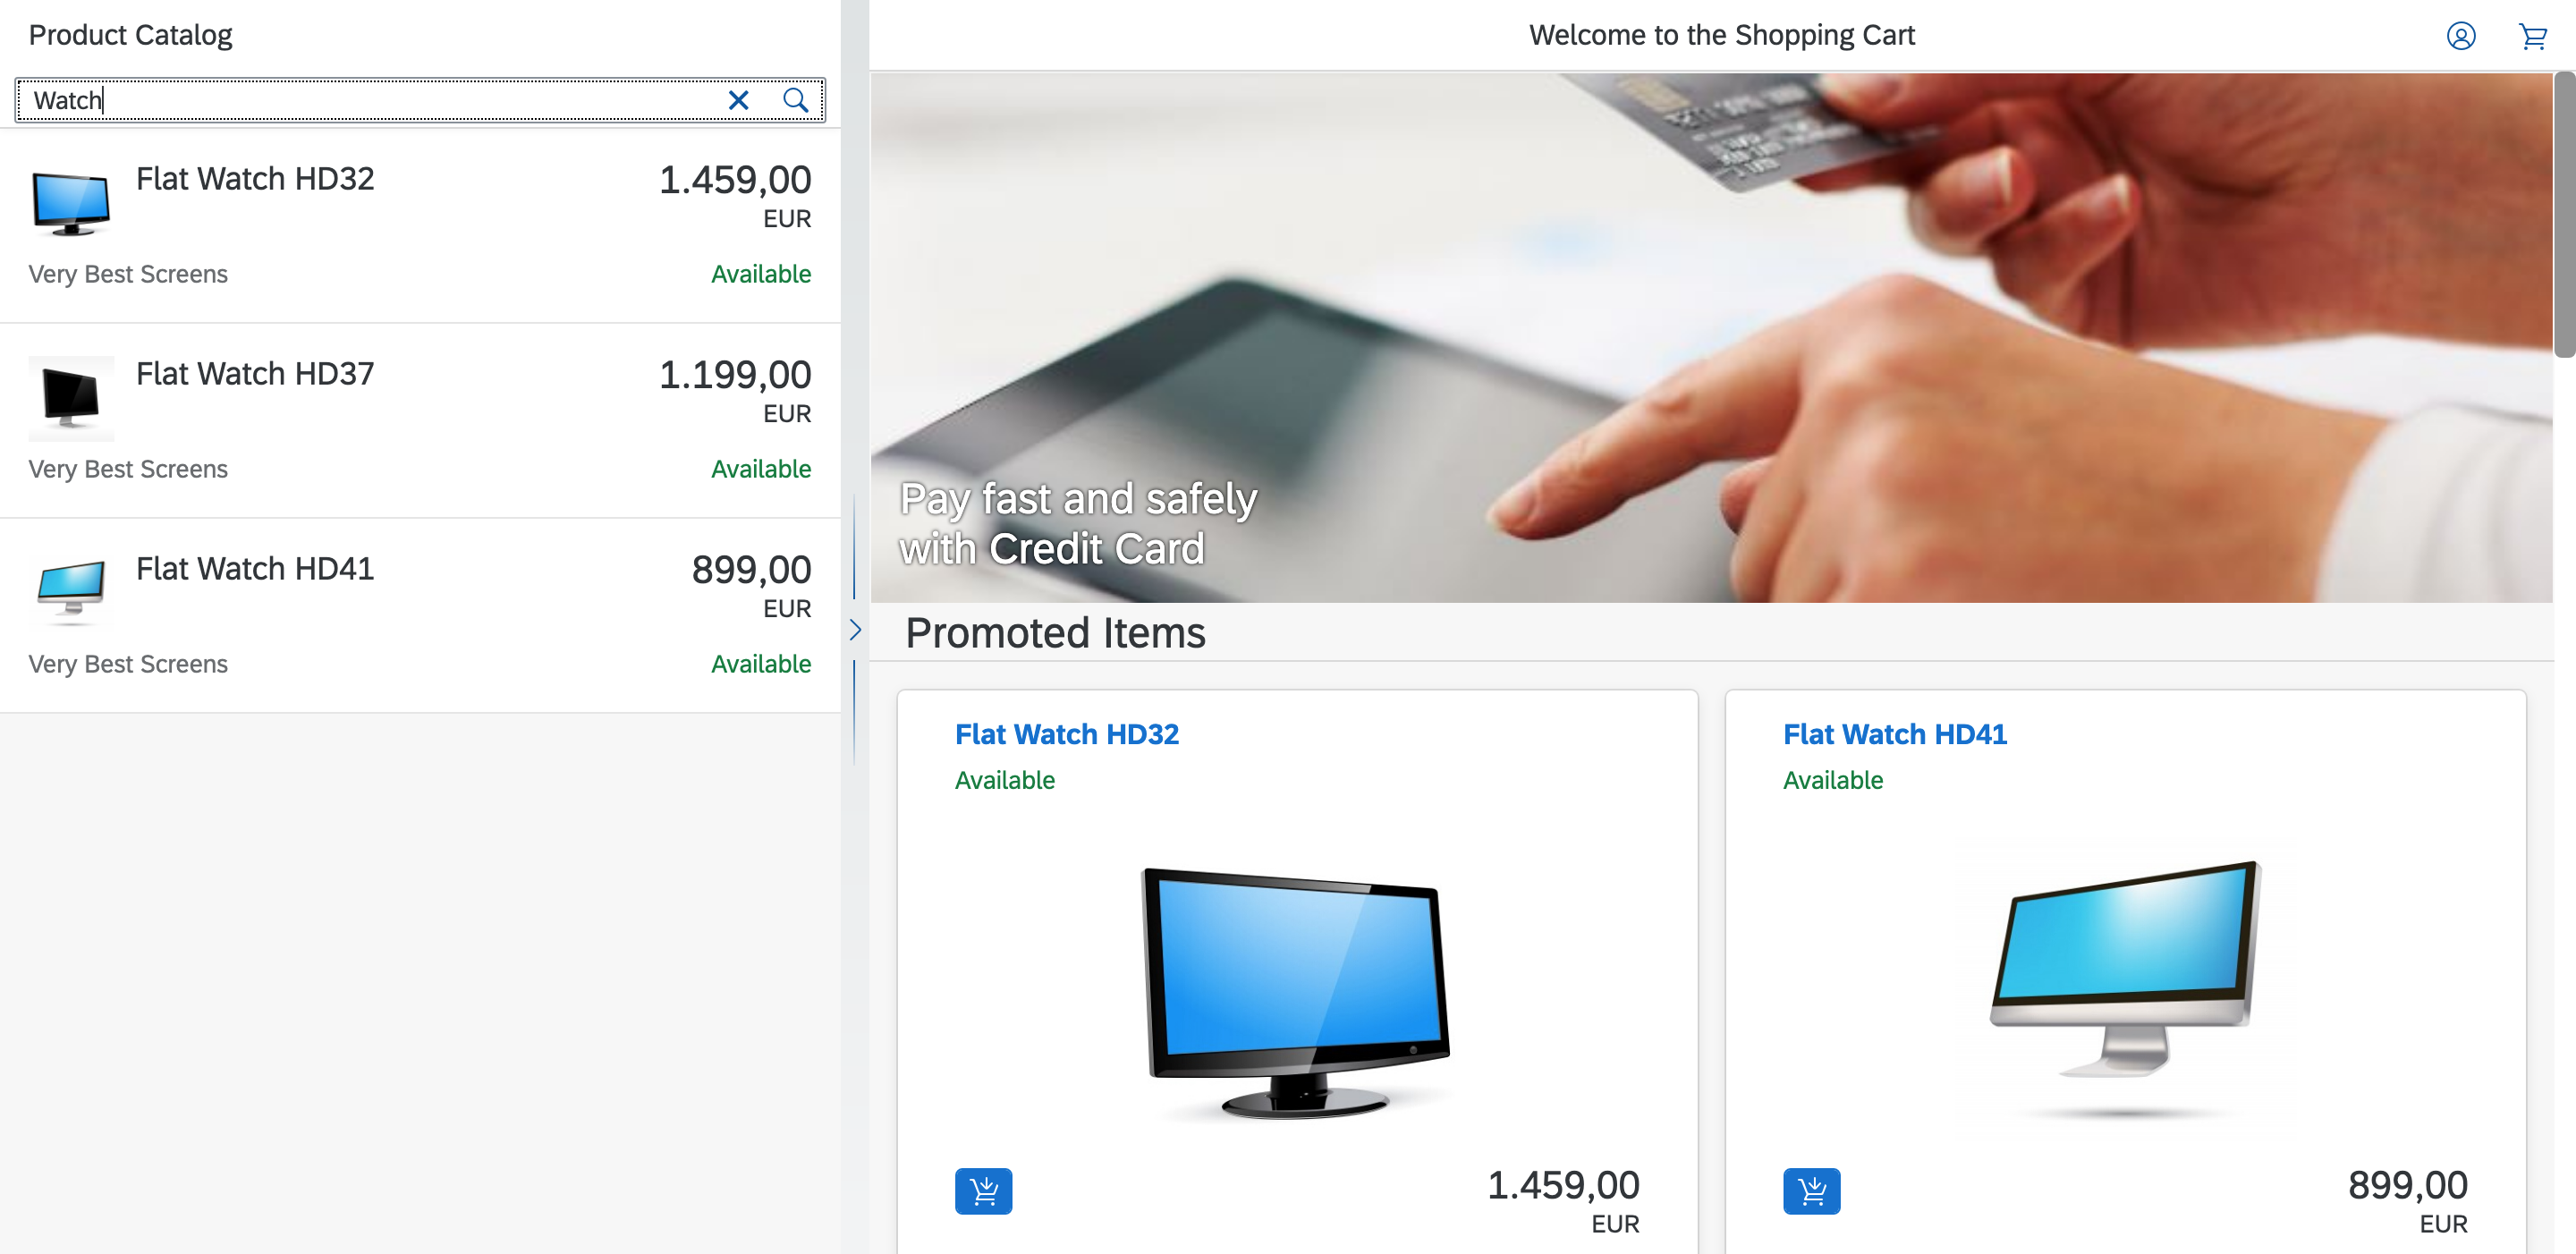 Product Catalog
Watch
Flat Watch HD32
1.459,00
EUR
Very Best Screens
Available
Flat Watch HD37
1.199,00
EUR
Very Best Screens
Available
Flat Watch HD41
899,00
EUR
Very Best Screens
Available
Welcome to the Shopping Cart
Pay fast and safely
with Credit Card
Promoted Items
Flat Watch HD32
Available
1.459,00
EUR
Flat Watch HD41
Available
899,00
EUR